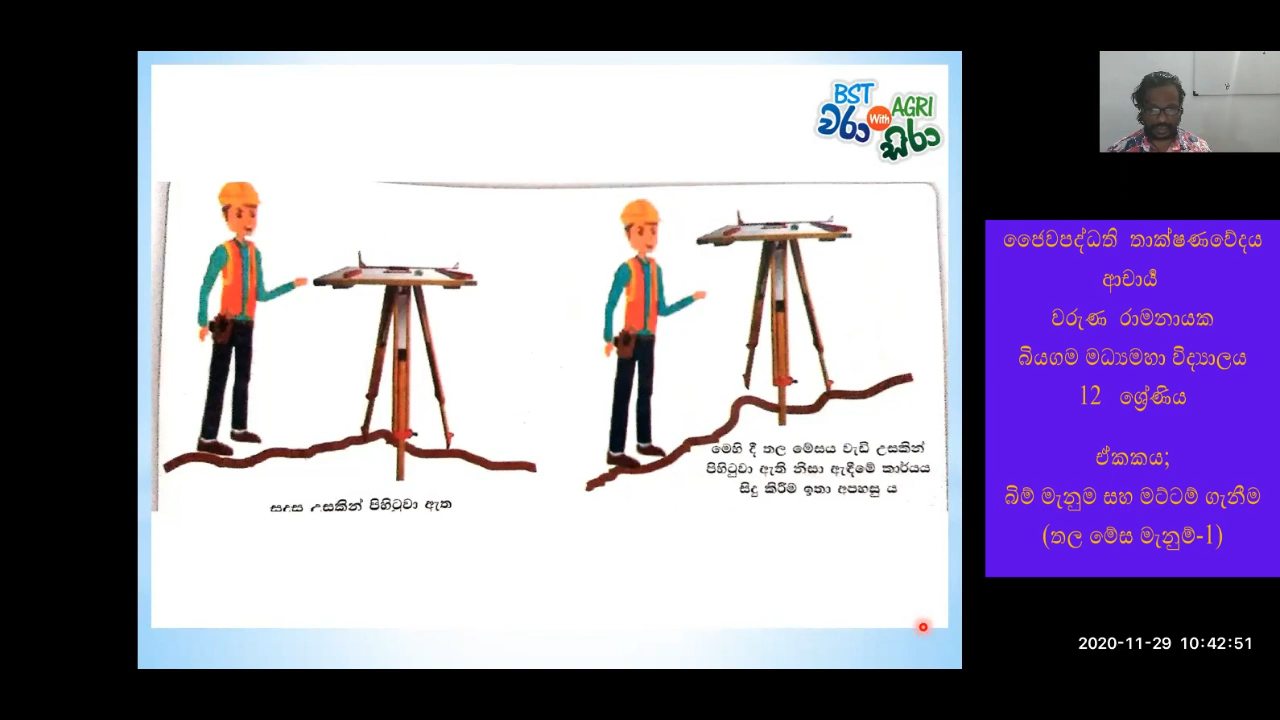 BST
With
AGRI
වරා
සිරා
සුදුසු උසකින් පිහිටුවා ඇත
මෙහි දී තල මේසය වැඩි උසකින්
පිහිටුවා ඇති නිසා ඇඳීමේ කාර්යය
සිදු කිරීම ඉතා අපහසු ය
ජෛවපද්ධති තාක්ෂණවේදය
ආචාර්ය
වරුණ රාමනායක
බියගම මධ්‍යමහා විද්‍යාලය
12 ශ්‍රේණිය
ඒකකය;
බිම් මැනුම සහ මට්ටම් ගැනීම
(තල මේස මැනුම්-1)
2020-11-29 10:42:51